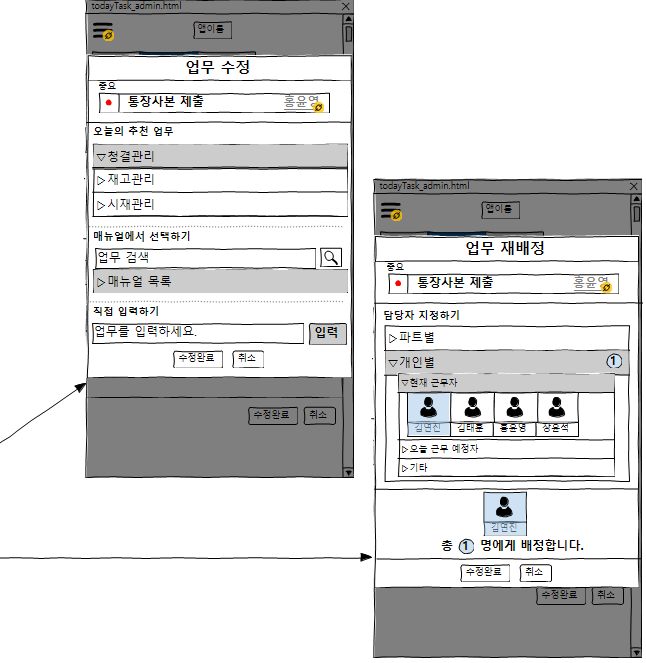 todayTask_admin.html
앱이름
업무 수정
중요
통장사본 제출 홍윤영
오늘의 추천 업무
청결관리
재고관리
시재관리
매뉴얼에서 선택하기
업무 검색
매뉴얼 목록
직접 입력하기
업무를 입력하세요. 입력
수정완료 취소
수정완료 취소
todayTask_admin.html
앱이름
업무 재배정
중요
통장사본 제출 홍윤영
담당자 지정하기
파트별
개인별 1
현재 근무자
김연진 김태훈 홍윤영 장윤석
오늘 근무 예정자
기타
김연진
총 1 명에게 배정합니다.
수정완료 취소
수정완료 취소